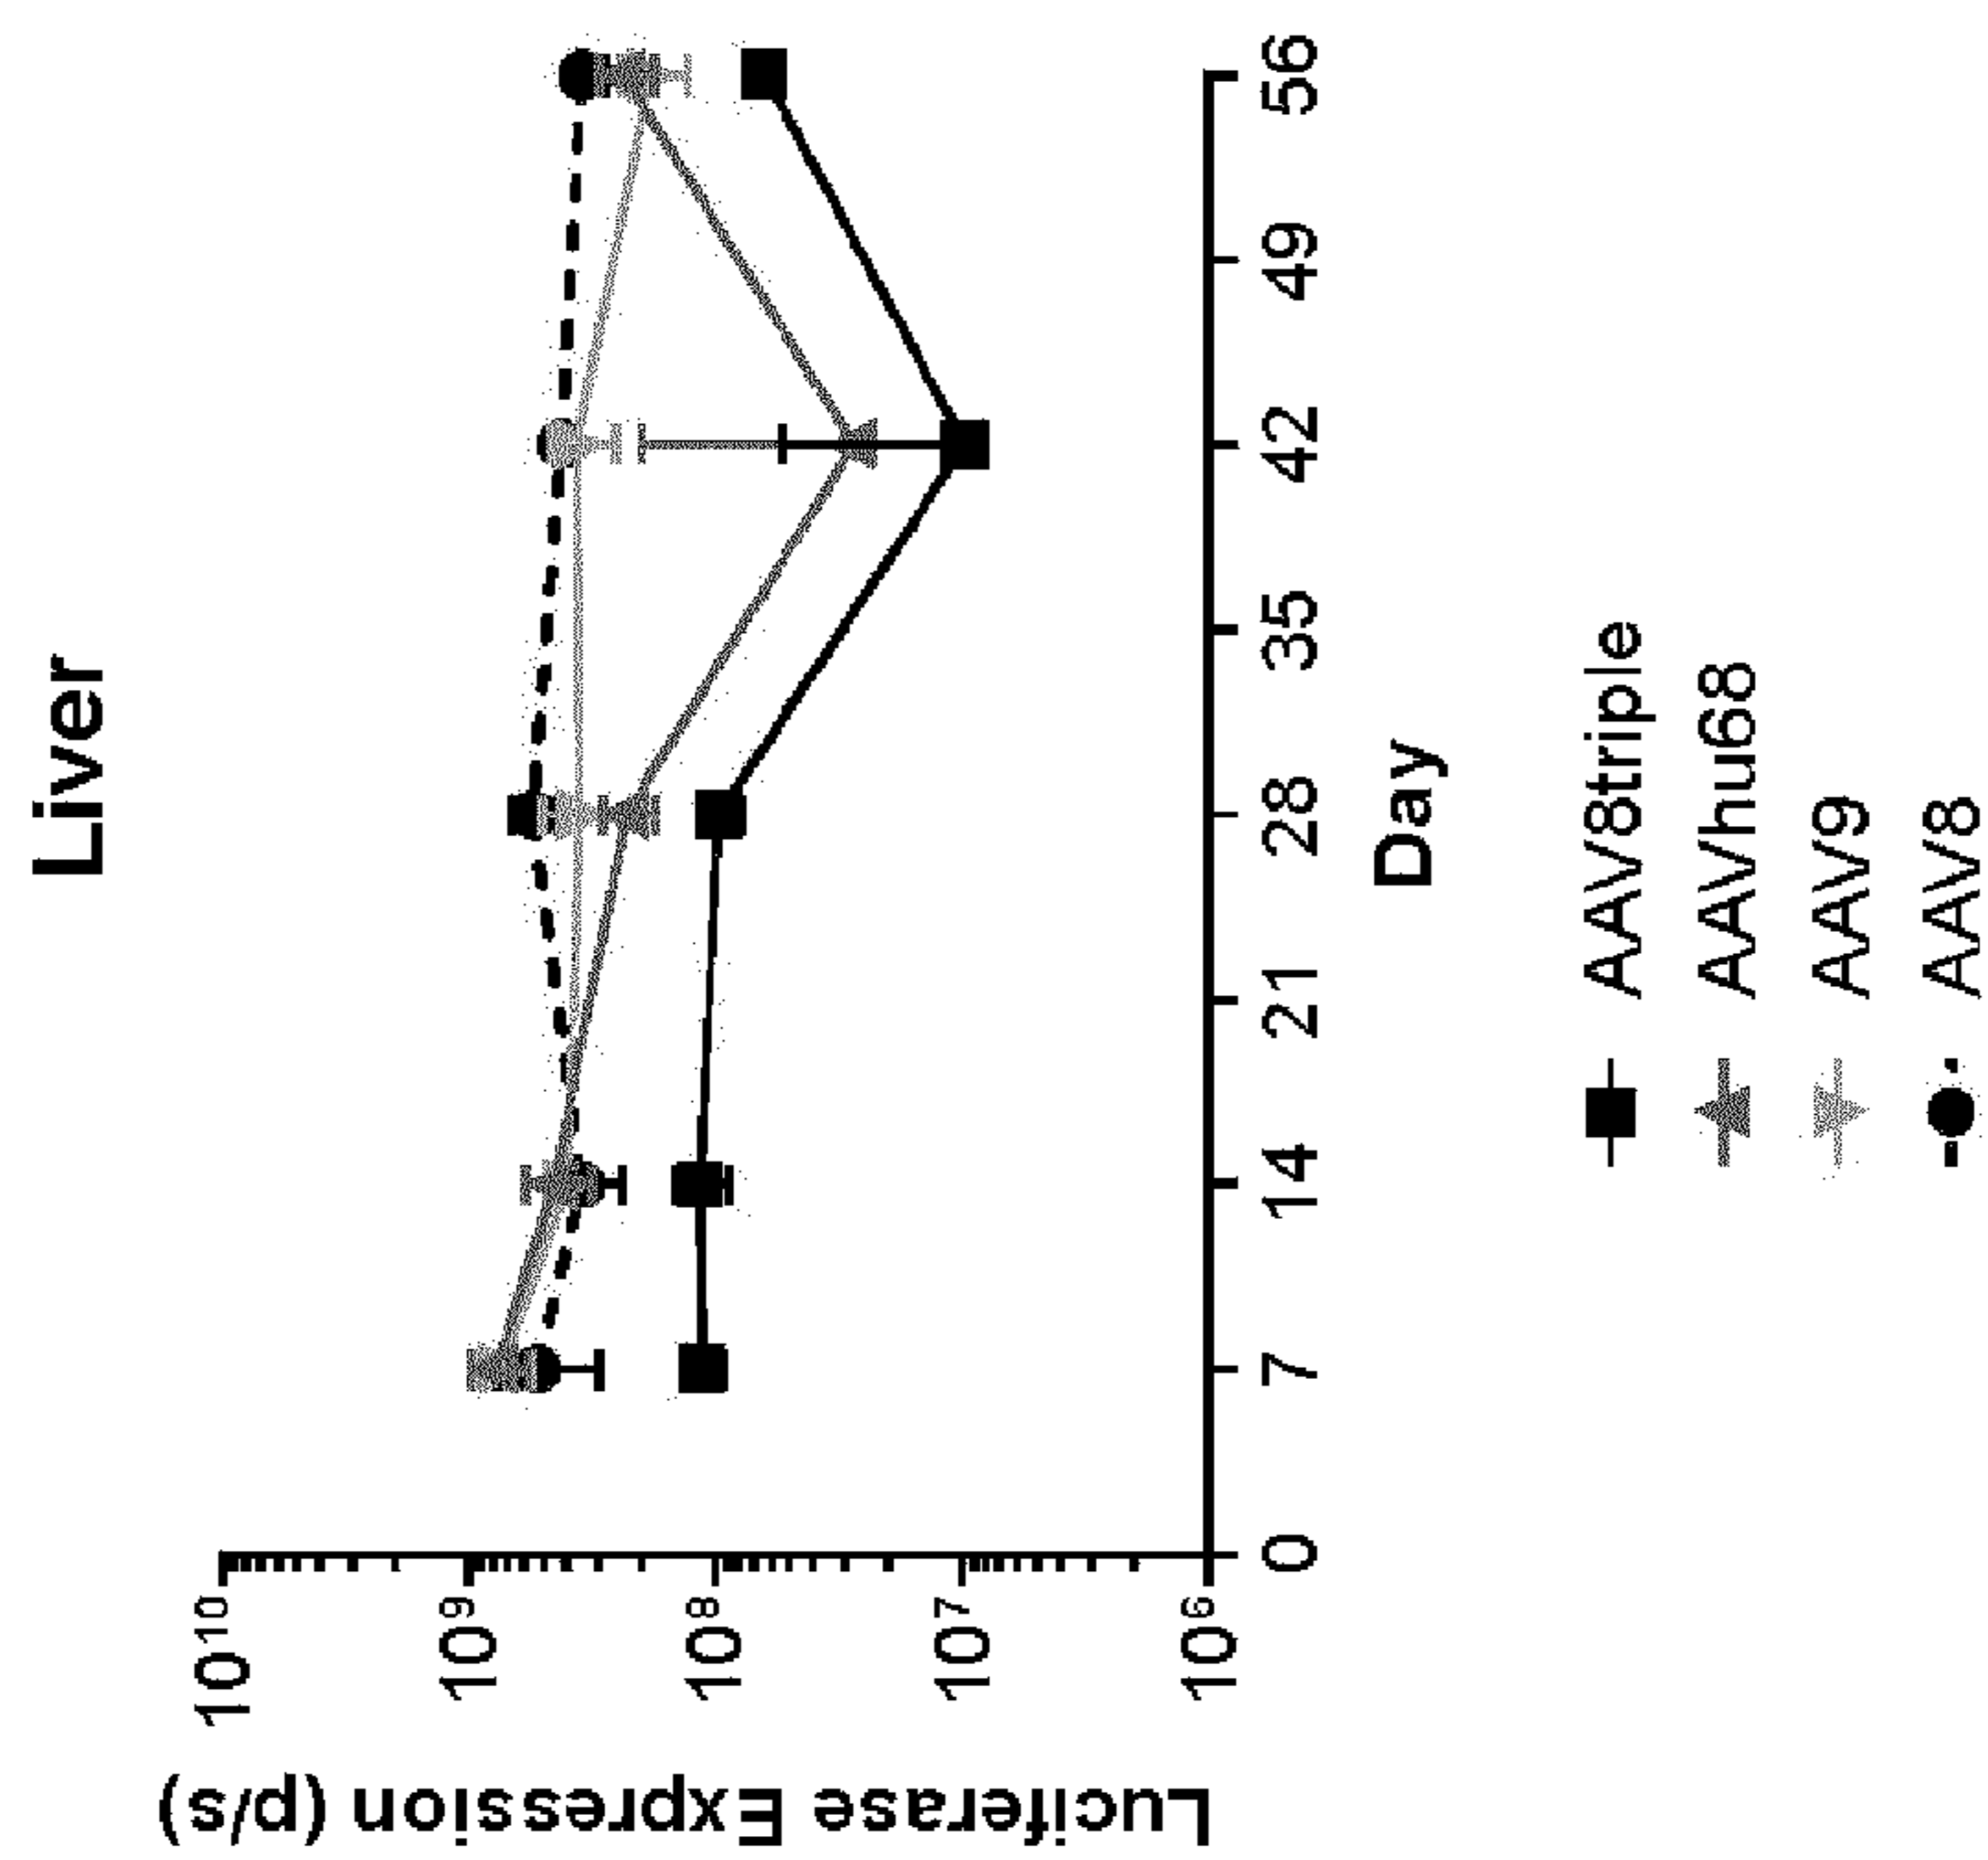 Liver
Luciferase Expression (p/s)
10¹⁰
10⁹
10⁸
10⁷
10⁶
0 7 14 21 28 35 42 49 56
Day
AAV8triple
AAVhu68
AAV9
AAV8